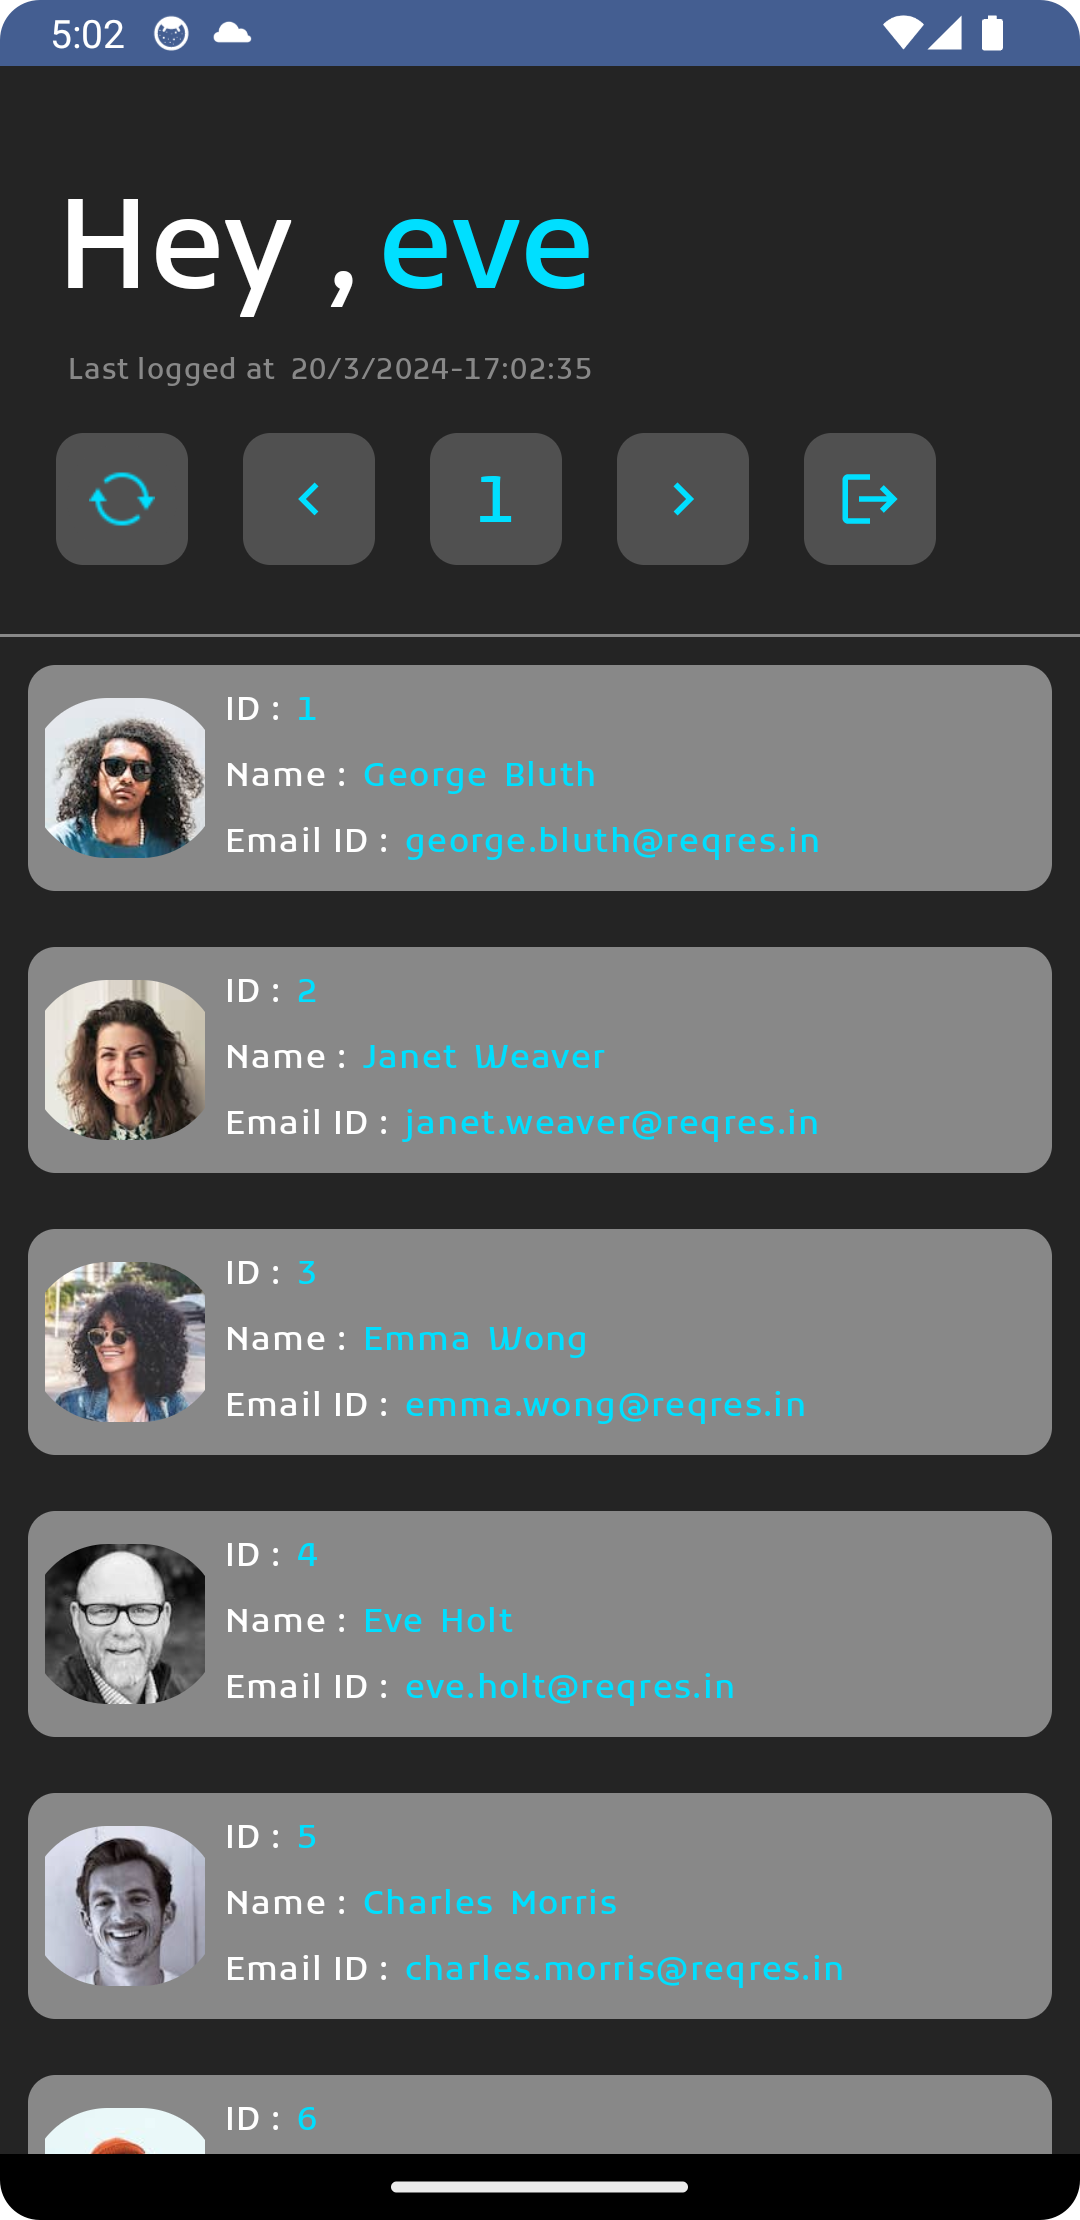 5:02
Hey , eve
Last logged at 20/3/2024-17:02:35
1
ID : 1
Name : George Bluth
Email ID : george.bluth@reqres.in
ID : 2
Name : Janet Weaver
Email ID : janet.weaver@reqres.in
ID : 3
Name : Emma Wong
Email ID : emma.wong@reqres.in
ID : 4
Name : Eve Holt
Email ID : eve.holt@reqres.in
ID : 5
Name : Charles Morris
Email ID : charles.morris@reqres.in
ID : 6